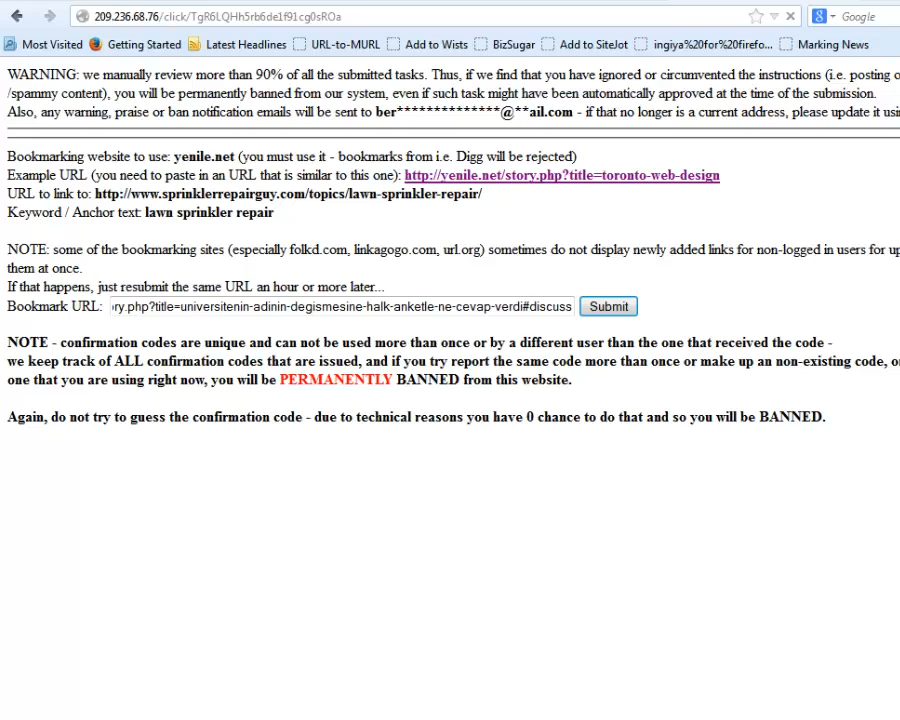 209.236.68.76/click/TgR6LQHh5rb6de1f91cg0sROa
8 Google
Most Visited Getting Started Latest Headlines URL-to-MURL Add to Wists BizSugar Add to SiteJot ingiya%20for%20firefo... Marking News
WARNING: we manually review more than 90% of all the submitted tasks. Thus, if we find that you have ignored or circumvented the instructions (i.e. posting o
/spammy content), you will be permanently banned from our system, even if such task might have been automatically approved at the time of the submission.
Also, any warning, praise or ban notification emails will be sent to ber**************@**ail.com - if that no longer is a current address, please update it usi
Bookmarking website to use: yenile.net (you must use it - bookmarks from i.e. Digg will be rejected)
Example URL (you need to paste in an URL that is similar to this one): http://yenile.net/story.php?title=toronto-web-design
URL to link to: http://www.sprinklerrepairguy.com/topics/lawn-sprinkler-repair/
Keyword / Anchor text: lawn sprinkler repair
NOTE: some of the bookmarking sites (especially folkd.com, linkagogo.com, url.org) sometimes do not display newly added links for non-logged in users for up
them at once.
If that happens, just resubmit the same URL an hour or more later...
Bookmark URL: ory.php?title=universitenin-adinin-degismesine-halk-anketle-ne-cevap-verdi#discuss Submit
NOTE - confirmation codes are unique and can not be used more than once or by a different user than the one that received the code -
we keep track of ALL confirmation codes that are issued, and if you try report the same code more than once or make up an non-existing code, o
one that you are using right now, you will be PERMANENTLY BANNED from this website.
Again, do not try to guess the confirmation code - due to technical reasons you have 0 chance to do that and so you will be BANNED.